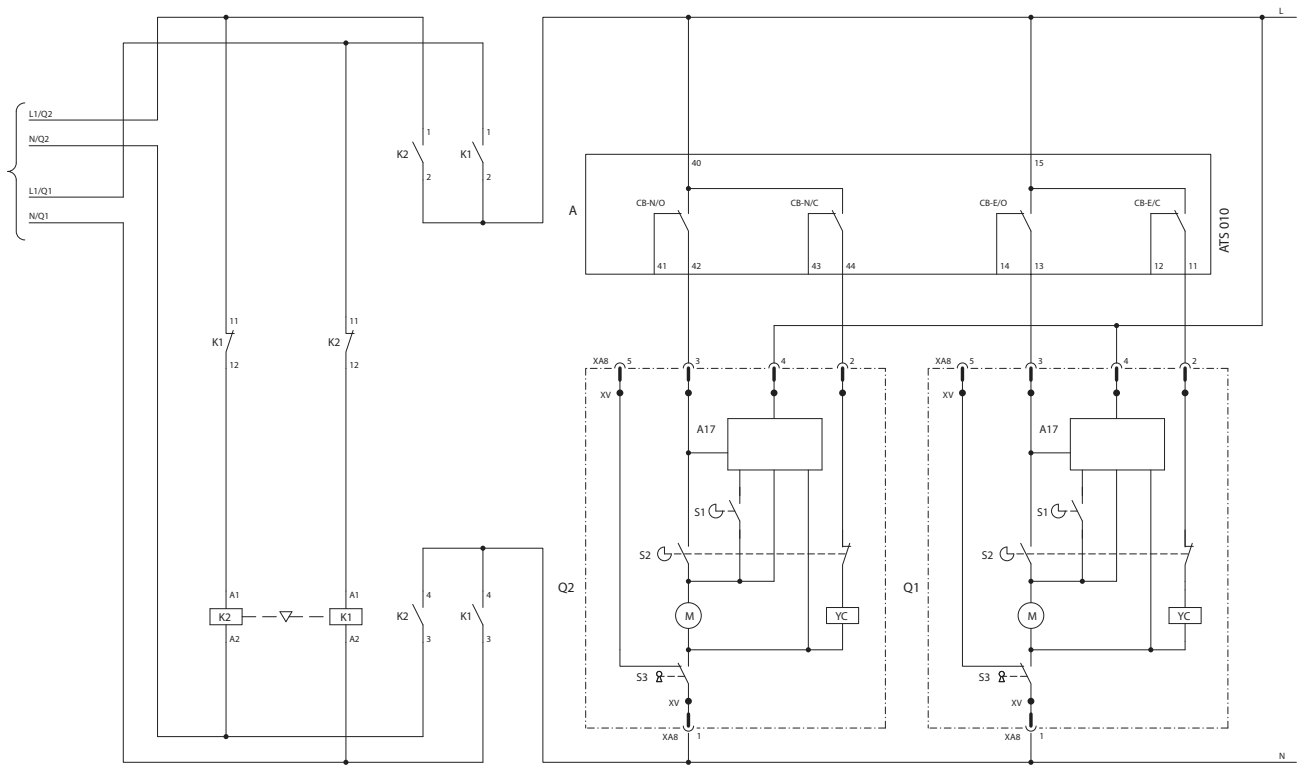 L
L1/Q2
N/Q2
L1/Q1
N/Q1
1 1
K2 K1
2 2
40 15
A
CB-N/O CB-N/C CB-E/O CB-E/C
ATS 010
41 42 43 44 14 13 12 11
11 11
K1 K2
12 12
XA8 5 3 4 2 XA8 5 3 4 2
XV XV
A17 A17
S1 S1
S2 S2
Q2 Q1
A1 A1 4 4
K2 K1 K2 K1
A2 A2 3 3
M YC M YC
S3 S3
XV XV
XA8 1 XA8 1
N